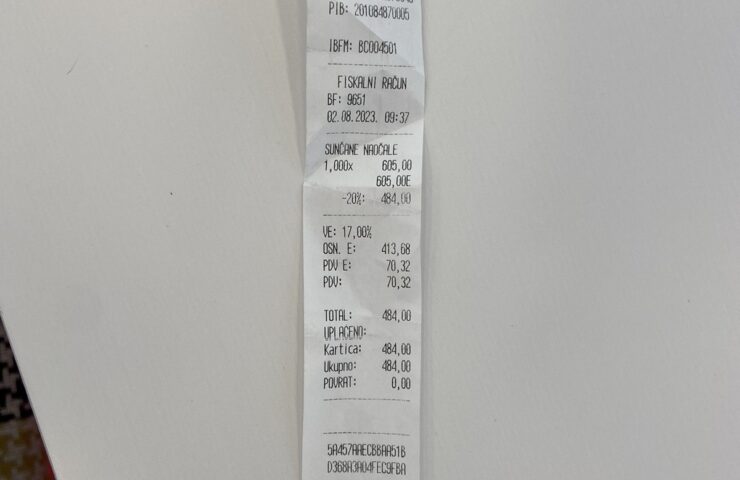 PIB: 201084870005
IBFM: BC004501
FISKALNI RAČUN
BF: 9651
02.08.2023. 09:37
SUNČANE NAOČALE
1,000x 605,00
605,00E
-20%: 484,00
VE: 17,00%
OSN. E: 413,68
PDV E: 70,32
PDV: 70,32
TOTAL: 484,00
UPLAĆENO:
Kartica: 484,00
Ukupno: 484,00
POVRAT: 0,00
5A457AAECB8AA51B
D368A3A04FEC9FBA